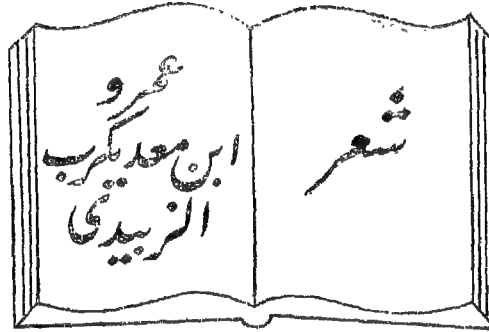 شعر
عمرو
ابن معديكرب
الزبيدي